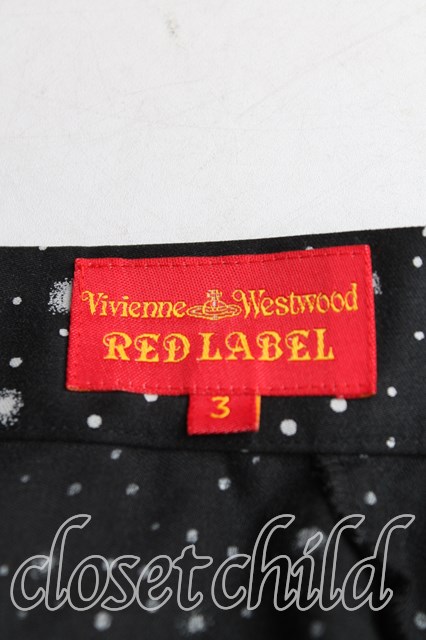 Vivienne Westwood
RED LABEL
3
closetchild